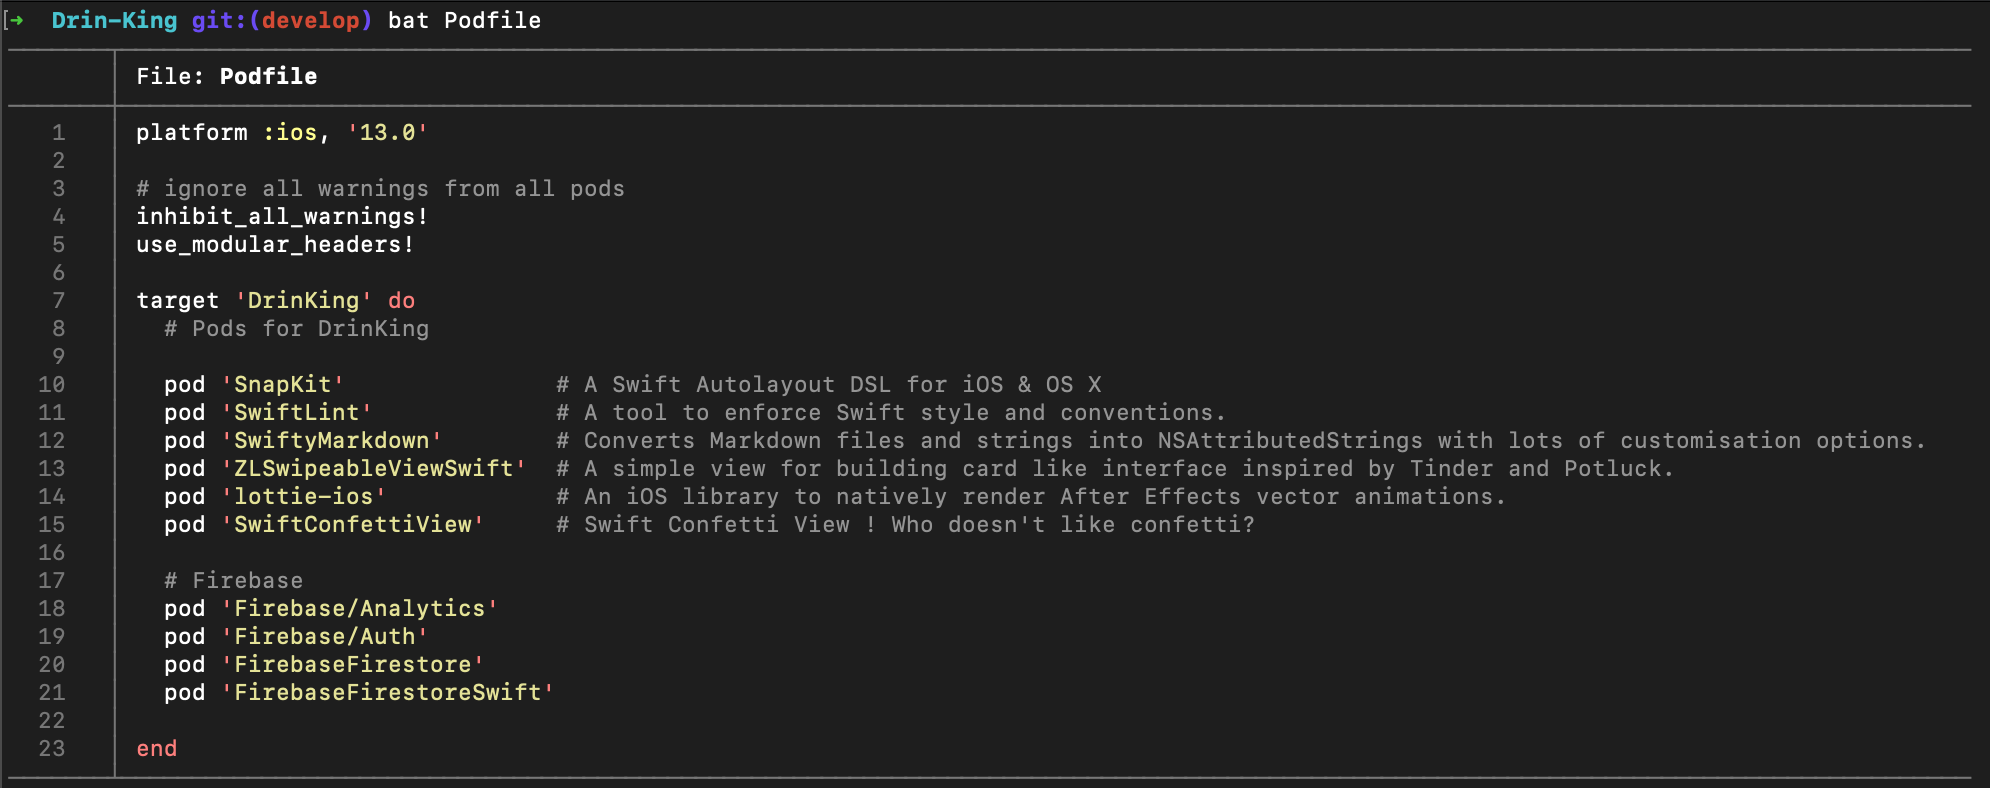 [➜  Drin-King git:(develop) bat Podfile
File: Podfile
1 platform :ios, '13.0'
2
3 # ignore all warnings from all pods
4 inhibit_all_warnings!
5 use_modular_headers!
6
7 target 'DrinKing' do
8   # Pods for DrinKing
9
10   pod 'SnapKit'               # A Swift Autolayout DSL for iOS & OS X
11   pod 'SwiftLint'             # A tool to enforce Swift style and conventions.
12   pod 'SwiftyMarkdown'        # Converts Markdown files and strings into NSAttributedStrings with lots of customisation options.
13   pod 'ZLSwipeableViewSwift'  # A simple view for building card like interface inspired by Tinder and Potluck.
14   pod 'lottie-ios'            # An iOS library to natively render After Effects vector animations.
15   pod 'SwiftConfettiView'     # Swift Confetti View ! Who doesn't like confetti?
16
17   # Firebase
18   pod 'Firebase/Analytics'
19   pod 'Firebase/Auth'
20   pod 'FirebaseFirestore'
21   pod 'FirebaseFirestoreSwift'
22
23 end